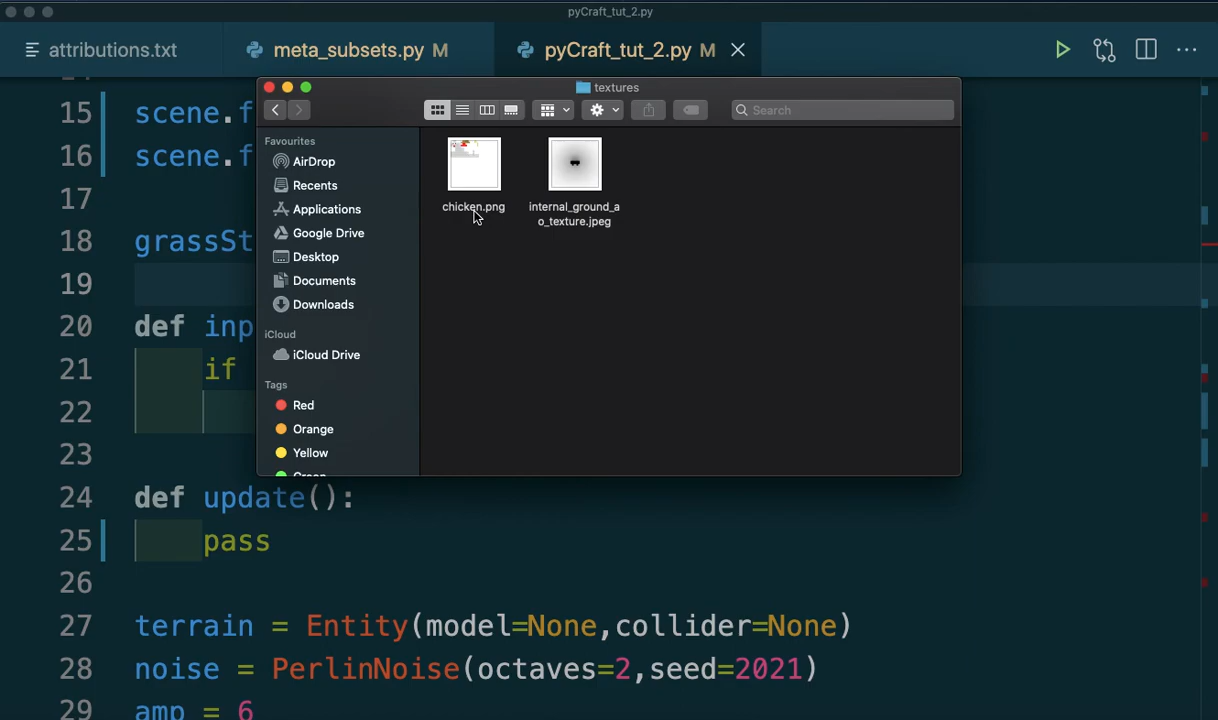 pyCraft_tut_2.py
attributions.txt
meta_subsets.py M
pyCraft_tut_2.py M
textures
Search
Favourites
AirDrop
Recents
Applications
Google Drive
Desktop
Documents
Downloads
iCloud
iCloud Drive
Tags
Red
Orange
Yellow
Green
chicken.png
internal_ground_a
o_texture.jpeg
15 scene.f
16 scene.f
17
18 grassSt
19
20 def inp
21 if
22
23
24 def update():
25 pass
26
27 terrain = Entity(model=None,collider=None)
28 noise = PerlinNoise(octaves=2,seed=2021)
29 amp = 6